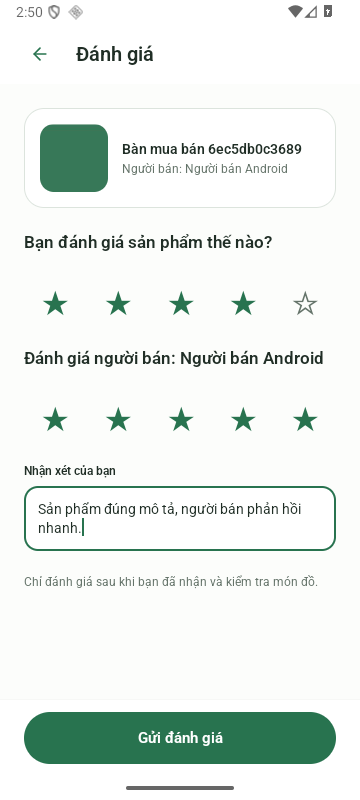 2:50
Đánh giá
Bàn mua bán 6ec5db0c3689
Người bán: Người bán Android
Bạn đánh giá sản phẩm thế nào?
Đánh giá người bán: Người bán Android
Nhận xét của bạn
Sản phẩm đúng mô tả, người bán phản hồi
nhanh.
Chỉ đánh giá sau khi bạn đã nhận và kiểm tra món đồ.
Gửi đánh giá